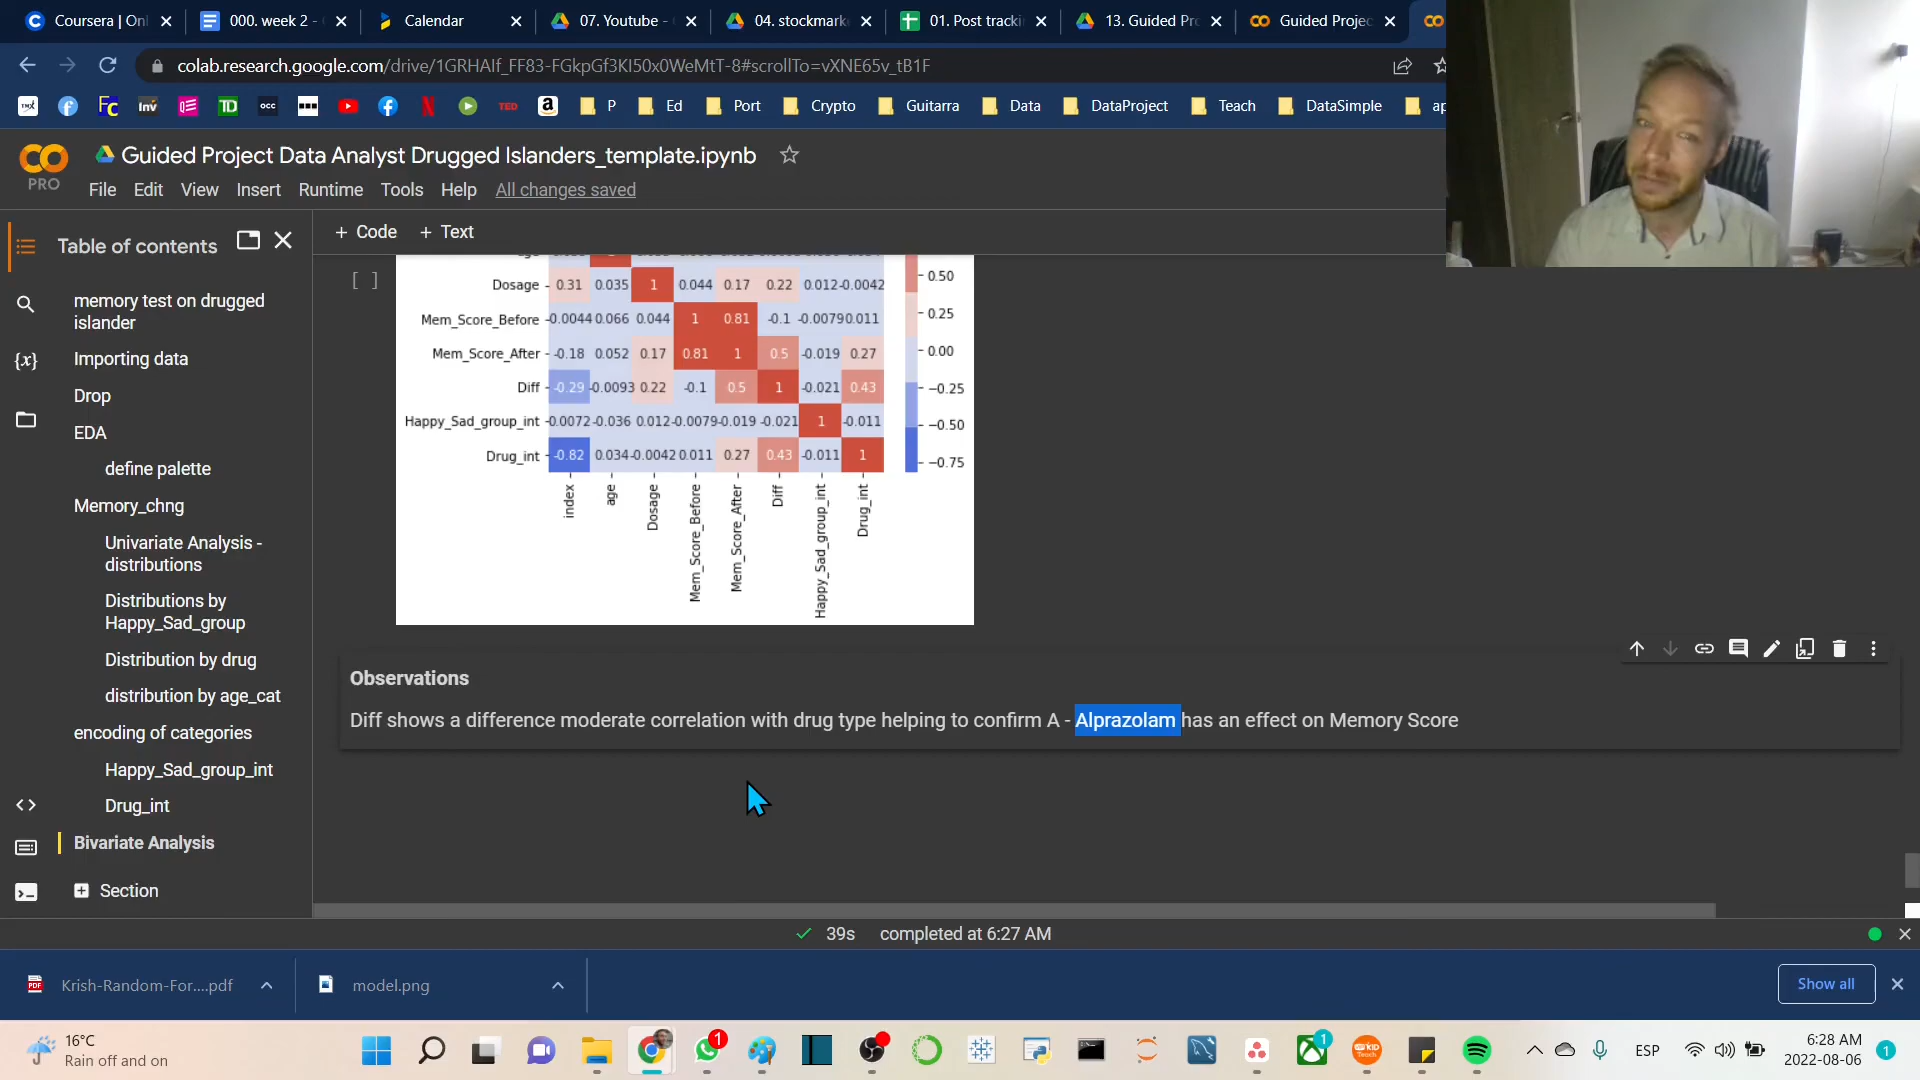 Coursera | Onl
000. week 2 -
Calendar
07. Youtube -
04. stockmark
01. Post tracki
13. Guided Pr
Guided Projec
colab.research.google.com/drive/1GRHAIf_FF83-FGkpGf3KI50x0WeMtT-8#scrollTo=vXNE65v_tB1F
Inv
TD
occ
TED
P
Ed
Port
Crypto
Guitarra
Data
DataProject
Teach
DataSimple
ap
PRO
Guided Project Data Analyst Drugged Islanders_template.ipynb
File Edit View Insert Runtime Tools Help All changes saved
Table of contents
+ Code + Text
memory test on drugged
islander
Importing data
Drop
EDA
define palette
Memory_chng
Univariate Analysis -
distributions
Distributions by
Happy_Sad_group
Distribution by drug
distribution by age_cat
encoding of categories
Happy_Sad_group_int
Drug_int
Bivariate Analysis
Section
{x}
[ ]
Dosage - 0.31 0.035 1 0.044 0.17 0.22 0.012 -0.0042
Mem_Score_Before -0.0044 0.066 0.044 1 0.81 -0.1 -0.0079 0.011
Mem_Score_After - -0.18 0.052 0.17 0.81 1 0.5 -0.019 0.27
Diff - -0.29 -0.0093 0.22 -0.1 0.5 1 -0.021 0.43
Happy_Sad_group_int -0.0072 -0.036 0.012 -0.0079 -0.019 -0.021 1 -0.011
Drug_int - -0.82 0.034 -0.0042 0.011 0.27 0.43 -0.011 1
index
age
Dosage
Mem_Score_Before
Mem_Score_After
Diff
Happy_Sad_group_int
Drug_int
0.50
0.25
0.00
−0.25
−0.50
−0.75
Observations
Diff shows a difference moderate correlation with drug type helping to confirm A - Alprazolam has an effect on Memory Score
39s completed at 6:27 AM
PDF
Krish-Random-For....pdf
model.png
Show all
16°C
Rain off and on
1
1
ESP
6:28 AM
2022-08-06
1